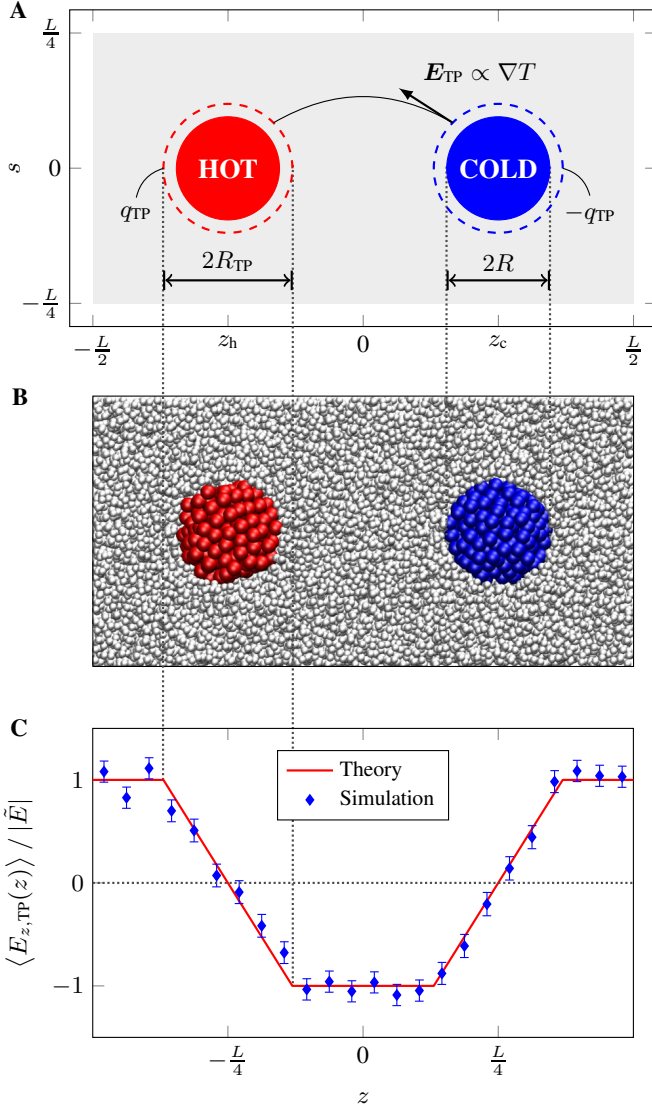 A
L/4
0
−L/4
s
HOT
COLD
E_TP ∝ ∇T
q_TP
−q_TP
2R_TP
2R
−L/2
z_h
0
z_c
L/2
B
C
1
0
−1
⟨E_z,TP(z)⟩ / |Ẽ|
Theory
Simulation
−L/4
0
L/4
z